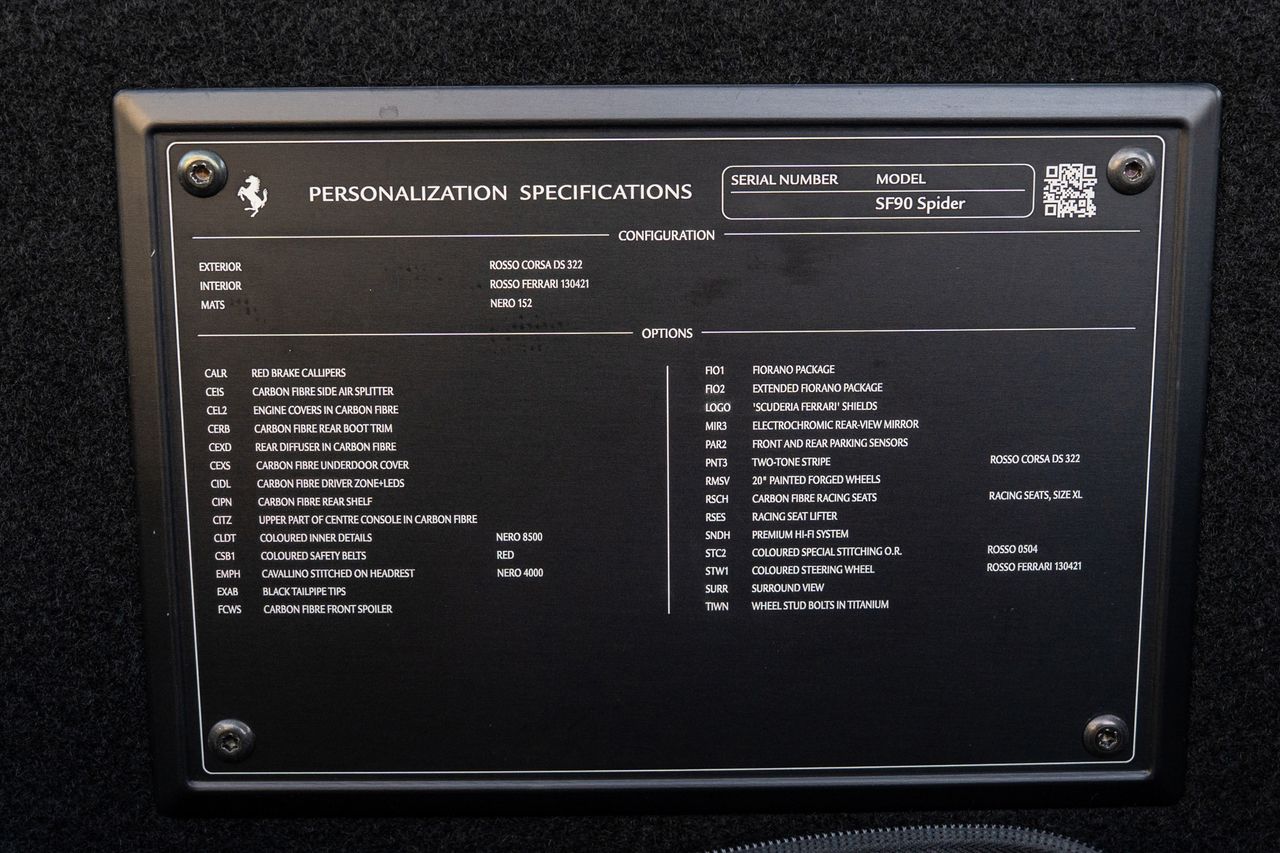 PERSONALIZATION SPECIFICATIONS
SERIAL NUMBER MODEL
SF90 Spider
CONFIGURATION
EXTERIOR ROSSO CORSA DS 322
INTERIOR ROSSO FERRARI 130421
MATS NERO 152
OPTIONS
CALR RED BRAKE CALLIPERS
CEIS CARBON FIBRE SIDE AIR SPLITTER
CEL2 ENGINE COVERS IN CARBON FIBRE
CERB CARBON FIBRE REAR BOOT TRIM
CEXD REAR DIFFUSER IN CARBON FIBRE
CEXS CARBON FIBRE UNDERDOOR COVER
CIDL CARBON FIBRE DRIVER ZONE+LEDS
CIPN CARBON FIBRE REAR SHELF
CITZ UPPER PART OF CENTRE CONSOLE IN CARBON FIBRE
CLDT COLOURED INNER DETAILS NERO 8500
CSB1 COLOURED SAFETY BELTS RED
EMPH CAVALLINO STITCHED ON HEADREST NERO 4000
EXAB BLACK TAILPIPE TIPS
FCWS CARBON FIBRE FRONT SPOILER
FIO1 FIORANO PACKAGE
FIO2 EXTENDED FIORANO PACKAGE
LOGO 'SCUDERIA FERRARI' SHIELDS
MIR3 ELECTROCHROMIC REAR-VIEW MIRROR
PAR2 FRONT AND REAR PARKING SENSORS
PNT3 TWO-TONE STRIPE ROSSO CORSA DS 322
RMSV 20" PAINTED FORGED WHEELS
RSCH CARBON FIBRE RACING SEATS RACING SEATS, SIZE XL
RSES RACING SEAT LIFTER
SNDH PREMIUM HI-FI SYSTEM
STC2 COLOURED SPECIAL STITCHING O.R. ROSSO 0504
STW1 COLOURED STEERING WHEEL ROSSO FERRARI 130421
SURR SURROUND VIEW
TIWN WHEEL STUD BOLTS IN TITANIUM